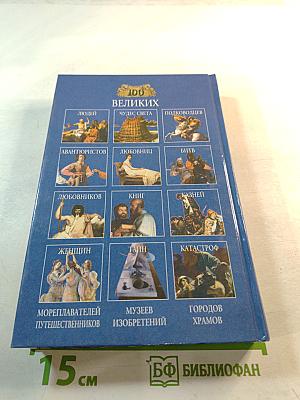 100
ВЕЛИКИХ
ЛЮДЕЙ ЧУДЕС СВЕТА ПОЛКОВОДЦЕВ
АВАНТЮРИСТОВ ЛЮБОВНИЦ БИТВ
ЛЮБОВНИКОВ КНИГ КАЗНЕЙ
ЖЕНЩИН ТАЙН КАТАСТРОФ
МОРЕПЛАВАТЕЛЕЙ МУЗЕЕВ ГОРОДОВ
ПУТЕШЕСТВЕННИКОВ ИЗОБРЕТЕНИЙ ХРАМОВ
15 см БФ БИБЛИОФАН